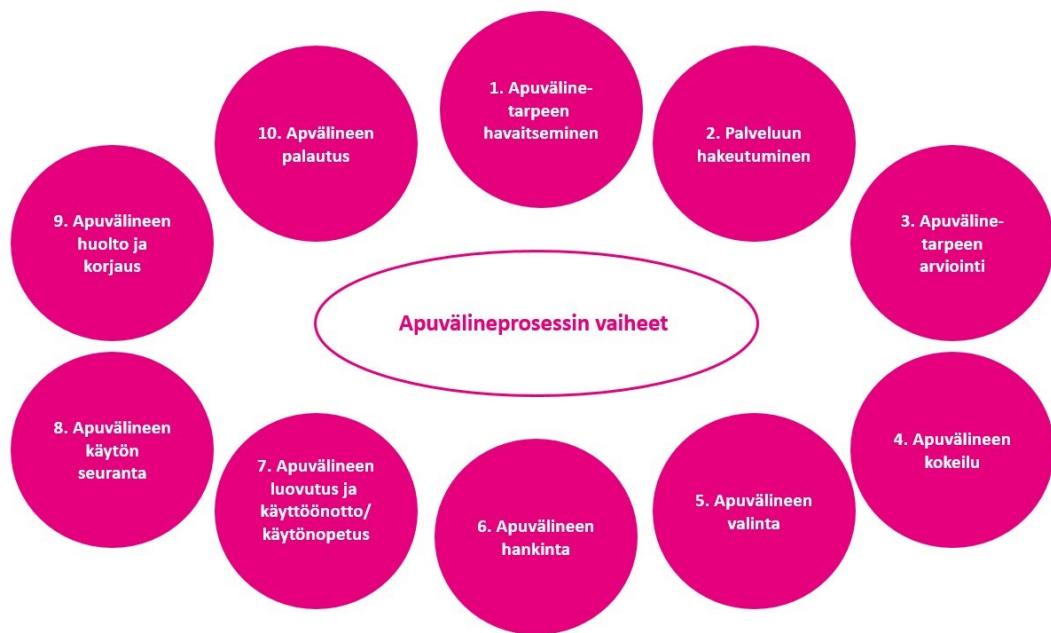 1. Apuväline-
tarpeen
havaitseminen
2. Palveluun
hakeutuminen
3. Apuväline-
tarpeen
arviointi
4. Apuvälineen
kokeilu
5. Apuvälineen
valinta
6. Apuvälineen
hankinta
7. Apuvälineen
luovutus ja
käyttöönotto/
käytönopetus
8. Apuvälineen
käytön
seuranta
9. Apuvälineen
huolto ja
korjaus
10. Apvälineen
palautus
Apuvälineprosessin vaiheet